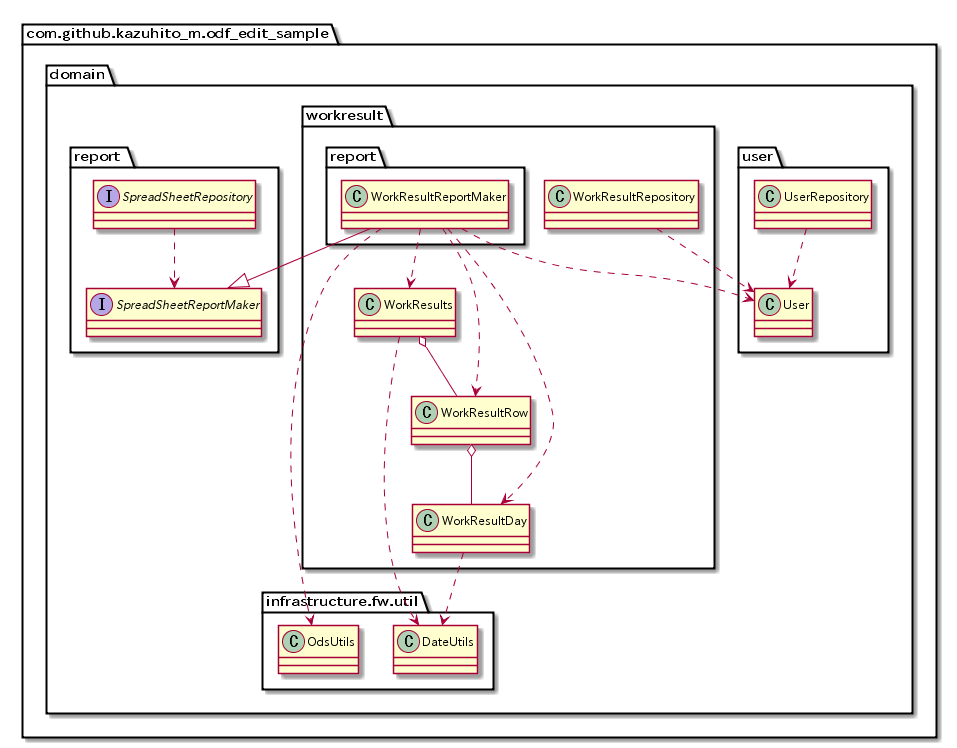 com.github.kazuhito_m.odf_edit_sample
domain
workresult
report
report
user
I SpreadSheetRepository
C WorkResultReportMaker
C WorkResultRepository
C UserRepository
I SpreadSheetReportMaker
C WorkResults
C User
C WorkResultRow
C WorkResultDay
infrastructure.fw.util
C OdsUtils
C DateUtils